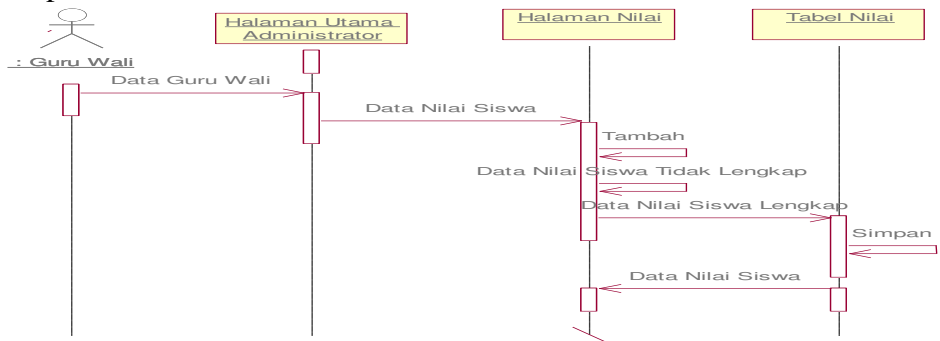 Halaman Utama
Administrator
Halaman Nilai
Tabel Nilai
: Guru Wali
Data Guru Wali
Data Nilai Siswa
Tambah
Data Nilai Siswa Tidak Lengkap
Data Nilai Siswa Lengkap
Simpan
Data Nilai Siswa